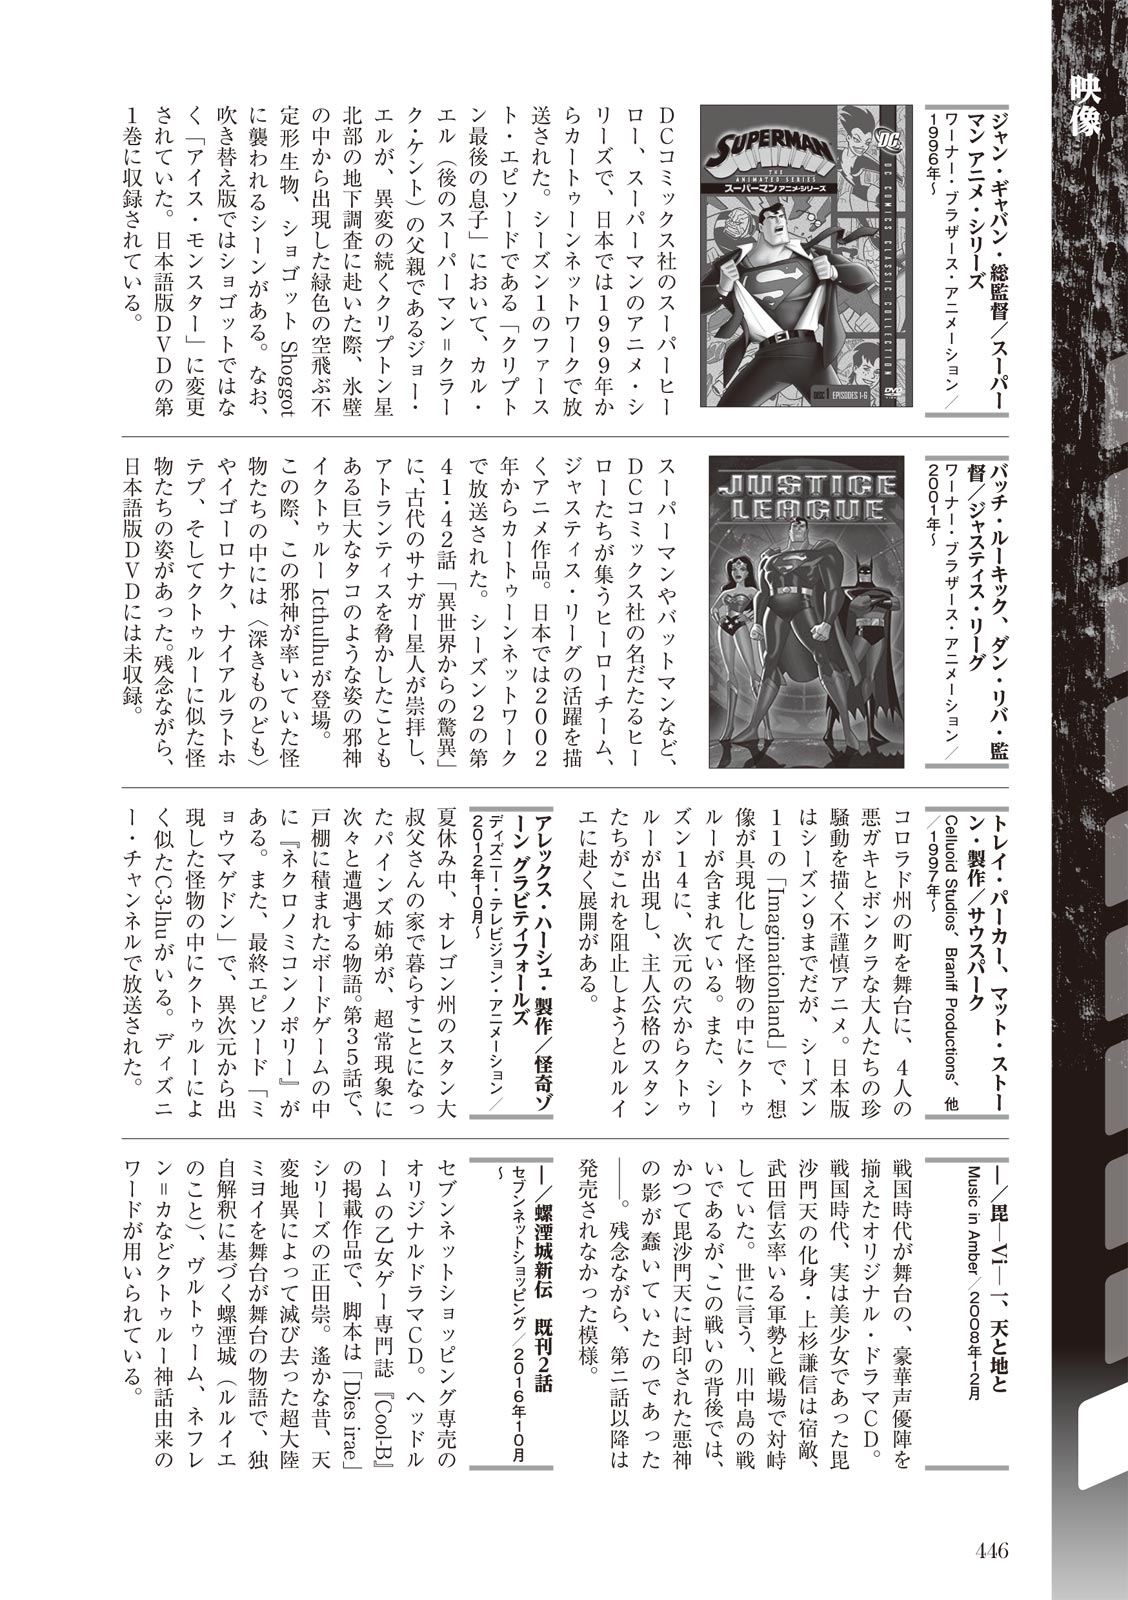 映像
ジャン・ギャバン・総監督／スーパー
マン アニメ・シリーズ
ワーナー・ブラザース・アニメーション／
1996年〜
SUPERMAN
THE
ANIMATED SERIES
スーパーマン アニメ・シリーズ
DC
DC COMICS CLASSIC COLLECTION
DISC 1 EPISODES 1-6
DVD
DCコミックス社のスーパーヒー
ロー、スーパーマンのアニメ・シ
リーズで、日本では1999年か
らカートゥーンネットワークで放
送された。シーズン1のファース
ト・エピソードである「クリプト
ン最後の息子」において、カル・
エル（後のスーパーマン＝クラー
ク・ケント）の父親であるジョー・
エルが、異変の続くクリプトン星
北部の地下調査に赴いた際、氷壁
の中から出現した緑色の空飛ぶ不
定形生物、ショゴット Shoggot
に襲われるシーンがある。なお、
吹き替え版ではショゴットではな
く「アイス・モンスター」に変更
されていた。日本語版DVDの第
1巻に収録されている。
バッチ・ルーキック、ダン・リバ・監
督／ジャスティス・リーグ
ワーナー・ブラザース・アニメーション／
2001年〜
JUSTICE
LEAGUE
スーパーマンやバットマンなど、
DCコミックス社の名だたるヒー
ローたちが集うヒーローチーム、
ジャスティス・リーグの活躍を描
くアニメ作品。日本では2002
年からカートゥーンネットワーク
で放送された。シーズン2の第
41・42話「異世界からの驚異」
に、古代のサナガー星人が崇拝し、
アトランティスを脅かしたことも
ある巨大なタコのような姿の邪神
イクトゥルー Icthulhuが登場。
この際、この邪神が率いていた怪
物たちの中には〈深きものども〉
やイゴーロナク、ナイアルラトホ
テプ、そしてクトゥルーに似た怪
物たちの姿があった。残念ながら、
日本語版DVDには未収録。
トレイ・パーカー、マット・ストー
ン・製作／サウスパーク
Celluoid Studios、Braniff Productions、他
／1997年〜
コロラド州の町を舞台に、4人の
悪ガキとボンクラな大人たちの珍
騒動を描く不謹慎アニメ。日本版
はシーズン9までだが、シーズン
11の「Imaginationland」で、想
像が具現化した怪物の中にクトゥ
ルーが含まれている。また、シー
ズン14に、次元の穴からクトゥ
ルーが出現し、主人公格のスタン
たちがこれを阻止しようとルルイ
エに赴く展開がある。
アレックス・ハーシュ・製作／怪奇ゾ
ーン グラビティフォールズ
ディズニー・テレビジョン・アニメーション／
2012年10月〜
夏休み中、オレゴン州のスタン大
叔父さんの家で暮らすことになっ
たパインズ姉弟が、超常現象に
次々と遭遇する物語。第35話で、
戸棚に積まれたボードゲームの中
に『ネクロノミコンノポリー』が
ある。また、最終エピソード「ミ
ョウマゲドン」で、異次元から出
現した怪物の中にクトゥルーによ
く似たC-3-lhuがいる。ディズニ
ー・チャンネルで放送された。
―／毘―Vi― 一、天と地と
Music in Amber／2008年12月
戦国時代が舞台の、豪華声優陣を
揃えたオリジナル・ドラマCD。
戦国時代、実は美少女であった毘
沙門天の化身・上杉謙信は宿敵、
武田信玄率いる軍勢と戦場で対峙
していた。世に言う、川中島の戦
いであるが、この戦いの背後では、
かつて毘沙門天に封印された悪神
の影が蠢いていたのであった
――。残念ながら、第二話以降は
発売されなかった模様。
―／螺湮城新伝　既刊2話
セブンネットショッピング／2016年10月
〜
セブンネットショッピング専売の
オリジナルドラマCD。ヘッドル
ームの乙女ゲー専門誌『Cool-B』
の掲載作品で、脚本は「Dies irae」
シリーズの正田崇。遙かな昔、天
変地異によって滅び去った超大陸
ミヨイを舞台が舞台の物語で、独
自解釈に基づく螺湮城（ルルイエ
のこと）、ヴルトゥーム、ネフレ
ン＝カなどクトゥルー神話由来の
ワードが用いられている。
446